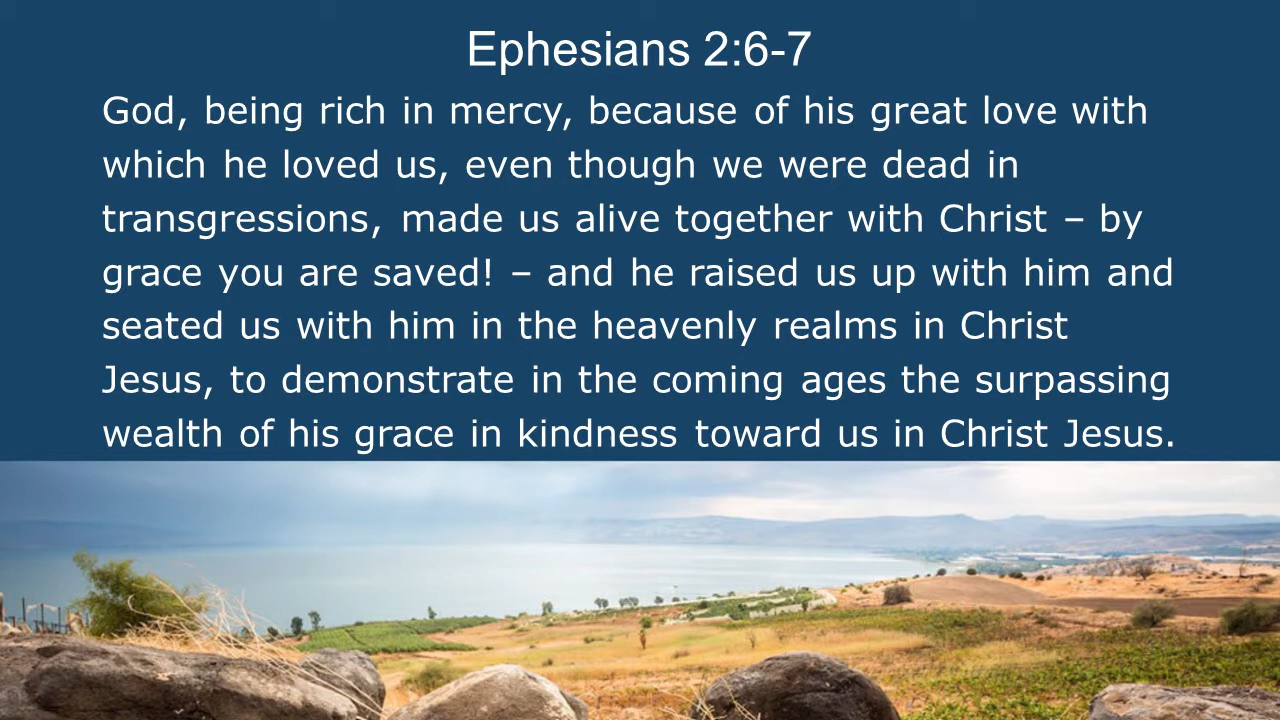 Ephesians 2:6-7
God, being rich in mercy, because of his great love with
which he loved us, even though we were dead in
transgressions, made us alive together with Christ – by
grace you are saved! – and he raised us up with him and
seated us with him in the heavenly realms in Christ
Jesus, to demonstrate in the coming ages the surpassing
wealth of his grace in kindness toward us in Christ Jesus.